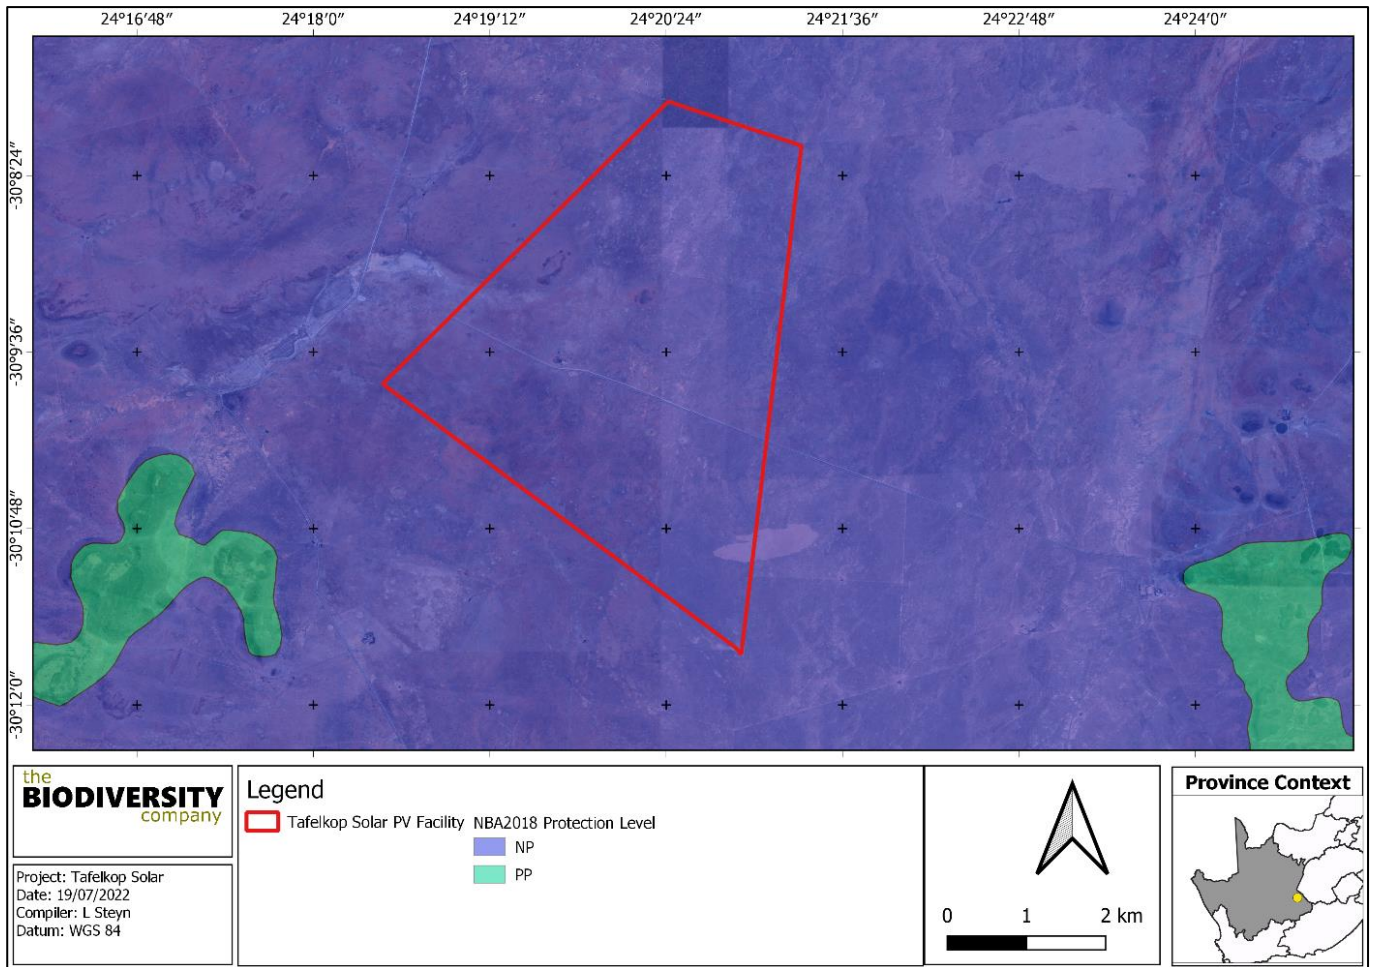 24°16′48″ 24°18′0″ 24°19′12″ 24°20′24″ 24°21′36″ 24°22′48″ 24°24′0″
-30°8′24″
-30°9′36″
-30°10′48″
-30°12′0″
the
BIODIVERSITY
company
Project: Tafelkop Solar
Date: 19/07/2022
Compiler: L Steyn
Datum: WGS 84
Legend
Tafelkop Solar PV Facility
NBA2018 Protection Level
NP
PP
0 1 2 km
Province Context